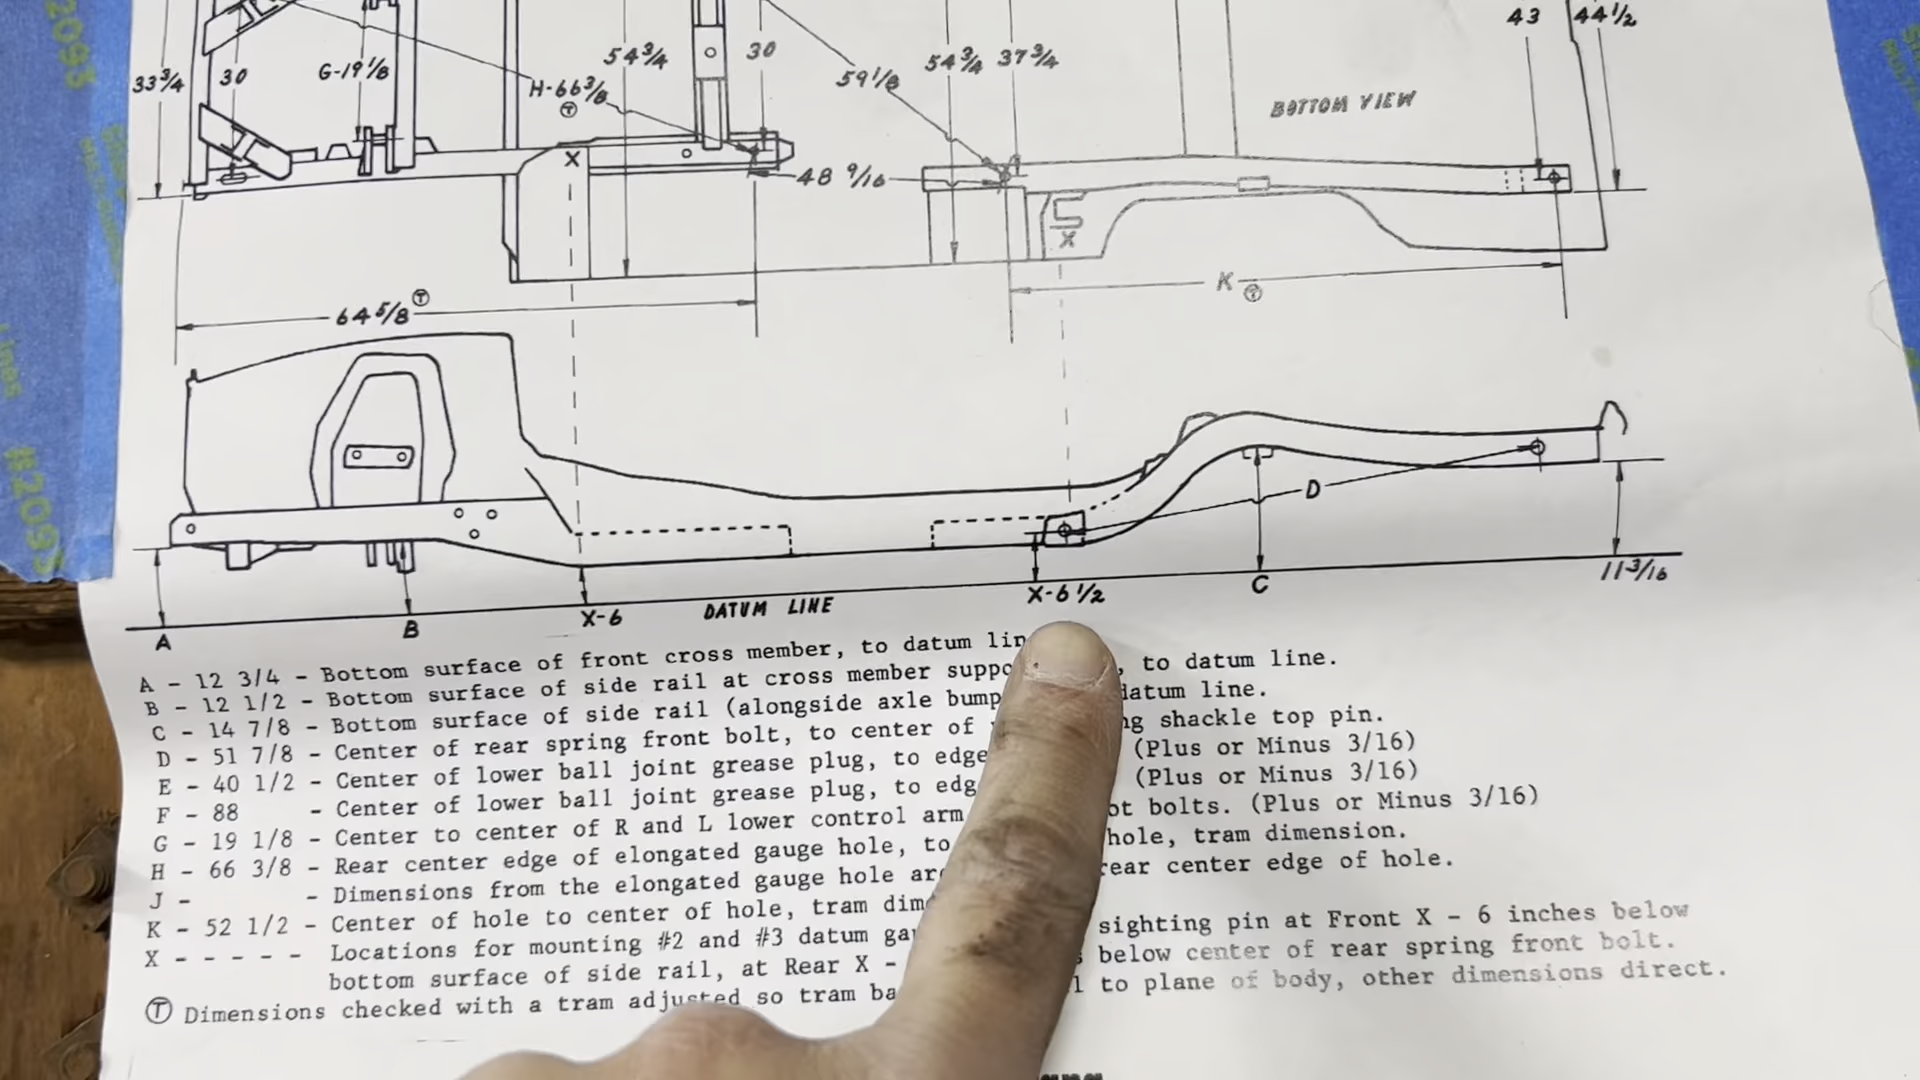 43 44 1/2
54 3/4 30 54 3/4 37 3/4
33 3/4 30 G-19 1/8 59 1/8
H-66 3/8
T
BOTTOM VIEW
X
48 9/16
X
K
T
64 5/8 T
D
11 3/16
A B X-6 DATUM LINE X-6 1/2 C
A - 12 3/4 - Bottom surface of front cross member, to datum lin
B - 12 1/2 - Bottom surface of side rail at cross member suppo , to datum line.
C - 14 7/8 - Bottom surface of side rail (alongside axle bump datum line.
D - 51 7/8 - Center of rear spring front bolt, to center of ng shackle top pin.
E - 40 1/2 - Center of lower ball joint grease plug, to edge (Plus or Minus 3/16)
F - 88 - Center of lower ball joint grease plug, to edg (Plus or Minus 3/16)
G - 19 1/8 - Center to center of R and L lower control arm ot bolts. (Plus or Minus 3/16)
H - 66 3/8 - Rear center edge of elongated gauge hole, to hole, tram dimension.
J - - Dimensions from the elongated gauge hole are rear center edge of hole.
K - 52 1/2 - Center of hole to center of hole, tram dim
X - - - - - Locations for mounting #2 and #3 datum ga sighting pin at Front X - 6 inches below
bottom surface of side rail, at Rear X - below center of rear spring front bolt.
T Dimensions checked with a tram adjusted so tram ba l to plane of body, other dimensions direct.
#2093
#2093